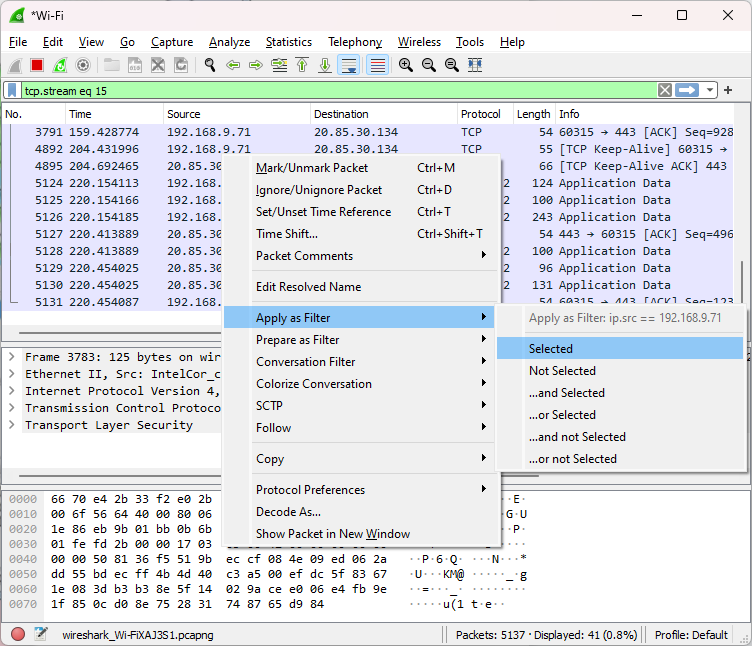 *Wi-Fi
File Edit View Go Capture Analyze Statistics Telephony Wireless Tools Help
tcp.stream eq 15
No. Time Source Destination Protocol Length Info
3791 159.428774 192.168.9.71 20.85.30.134 TCP 54 60315 → 443 [ACK] Seq=928
4892 204.431996 192.168.9.71 20.85.30.134 TCP 55 [TCP Keep-Alive] 60315 →
4895 204.692465 20.85.30 66 [TCP Keep-Alive ACK] 443
5124 220.154113 192.168. 2 124 Application Data
5125 220.154166 192.168. 2 100 Application Data
5126 220.154185 192.168. 2 243 Application Data
5127 220.413889 20.85.30 54 443 → 60315 [ACK] Seq=496
5128 220.413889 20.85.30 2 100 Application Data
5129 220.454025 20.85.30 2 96 Application Data
5130 220.454025 20.85.30 2 131 Application Data
5131 220.454087 192.168. 54 60315 → 443 [ACK] Seq=123
Mark/Unmark Packet Ctrl+M
Ignore/Unignore Packet Ctrl+D
Set/Unset Time Reference Ctrl+T
Time Shift... Ctrl+Shift+T
Packet Comments
Edit Resolved Name
Apply as Filter
Prepare as Filter
Conversation Filter
Colorize Conversation
SCTP
Follow
Copy
Protocol Preferences
Decode As...
Show Packet in New Window
Apply as Filter: ip.src == 192.168.9.71
Selected
Not Selected
...and Selected
...or Selected
...and not Selected
...or not Selected
Frame 3783: 125 bytes on wir
Ethernet II, Src: IntelCor_c
Internet Protocol Version 4,
Transmission Control Protoco
Transport Layer Security
0000 66 70 e4 2b 33 f2 e0 2b ··E·
0010 00 6f 56 64 40 00 80 06 ··GU
0020 1e 86 eb 9b 01 bb 0b 6b ··P·
0030 01 fe fd 2b 00 00 17 03
0040 00 00 50 81 36 f5 51 9b ec cf 08 4e 09 ed 06 2a ··P·6·Q· ···N···*
0050 dd 55 bd ec ff 4b 4d 40 c3 a5 00 ef dc 5f 83 67 ·U···KM@ ·····_·g
0060 1e 08 3d b3 b3 8e 5f 14 02 9a ce e0 06 e4 fb 9e ··=···_· ········
0070 1f 85 0c d0 8e 75 28 31 74 87 65 d9 84 ·····u(1 t·e··
wireshark_Wi-FiXAJ3S1.pcapng Packets: 5137 · Displayed: 41 (0.8%) Profile: Default